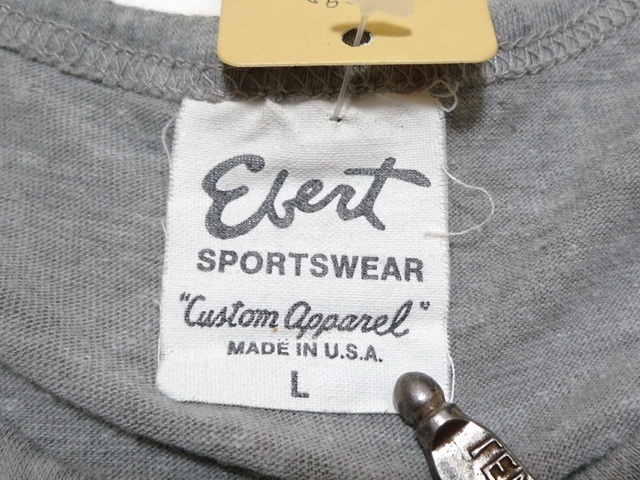 Ebert
SPORTSWEAR
"Custom Apparel"
MADE IN U.S.A.
L